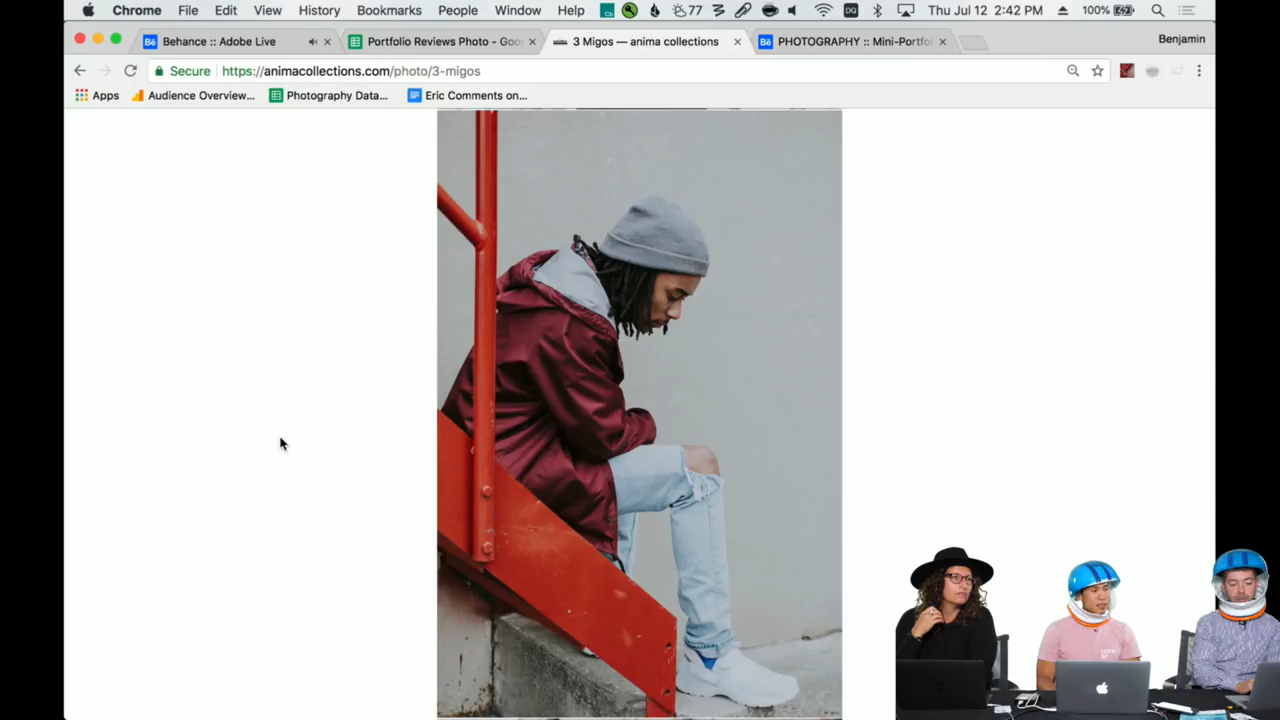 Chrome File Edit View History Bookmarks People Window Help 77 Thu Jul 12 2:42 PM 100%
Behance :: Adobe Live
Portfolio Reviews Photo - Goo
3 Migos — anima collections
PHOTOGRAPHY :: Mini-Portfo
Benjamin
Secure https://animacollections.com/photo/3-migos
Apps Audience Overview... Photography Data... Eric Comments on...